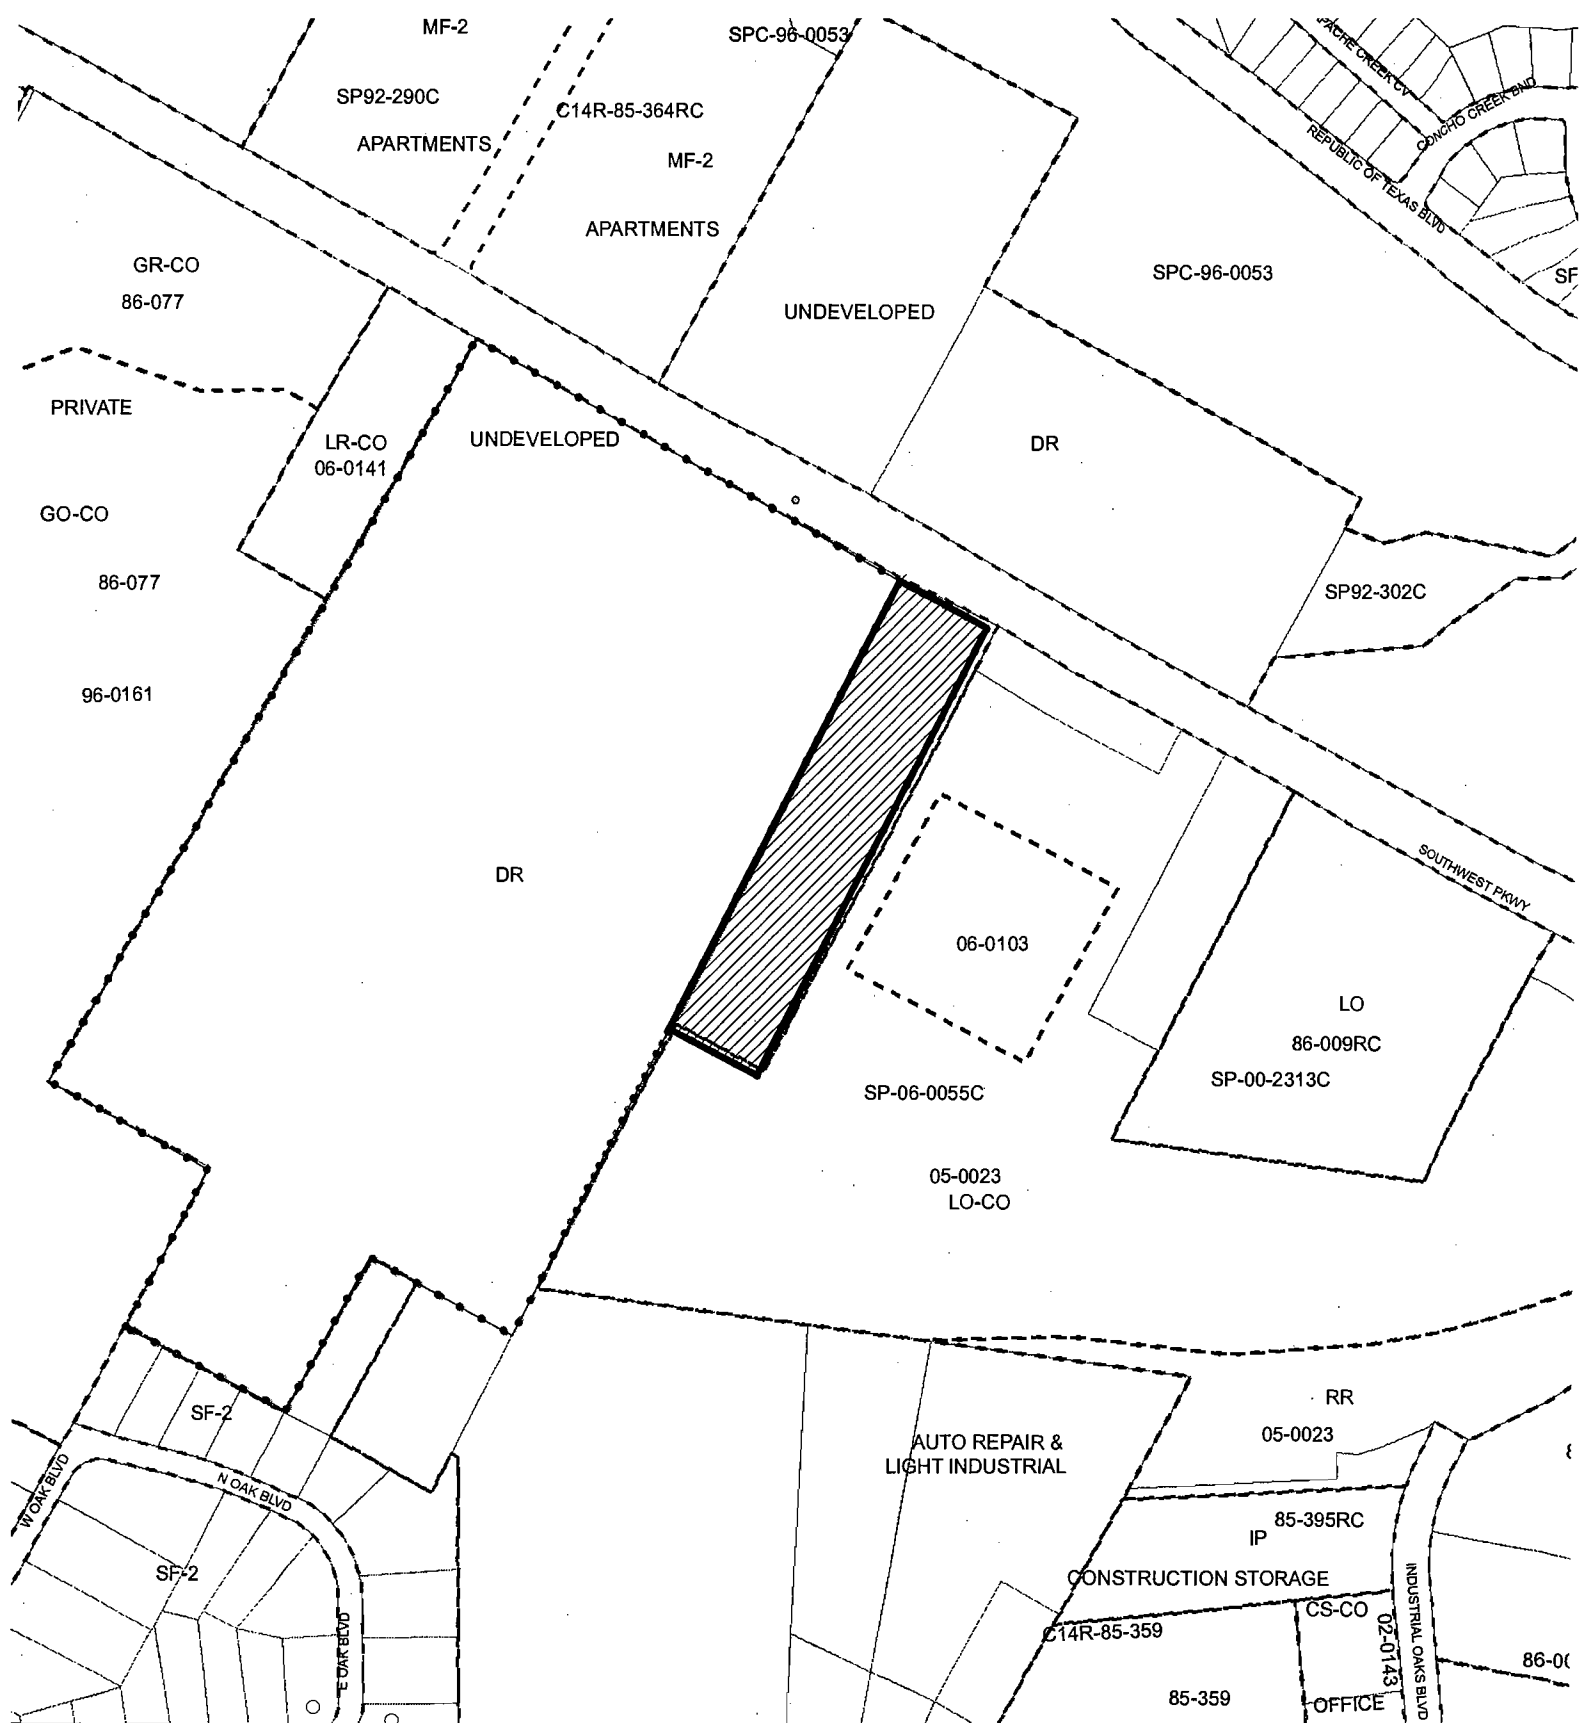 MF-2
SPC-96-0053
SP92-290C
C14R-85-364RC
APARTMENTS
MF-2
APARTMENTS
CONCHO CREEK BND
REPUBLIC OF TEXAS BLVD
GR-CO
86-077
SPC-96-0053
SF
UNDEVELOPED
PRIVATE
LR-CO
06-0141
UNDEVELOPED
DR
GO-CO
86-077
SP92-302C
96-0161
DR
SOUTHWEST PKWY
06-0103
LO
86-009RC
SP-00-2313C
SP-06-0055C
05-0023
LO-CO
RR
05-0023
SF-2
AUTO REPAIR &
LIGHT INDUSTRIAL
W OAK BLVD
N OAK BLVD
85-395RC
IP
SF-2
CONSTRUCTION STORAGE
CS-CO
02-0143
INDUSTRIAL OAKS BLVD
E OAK BLVD
C14R-85-359
85-359
OFFICE